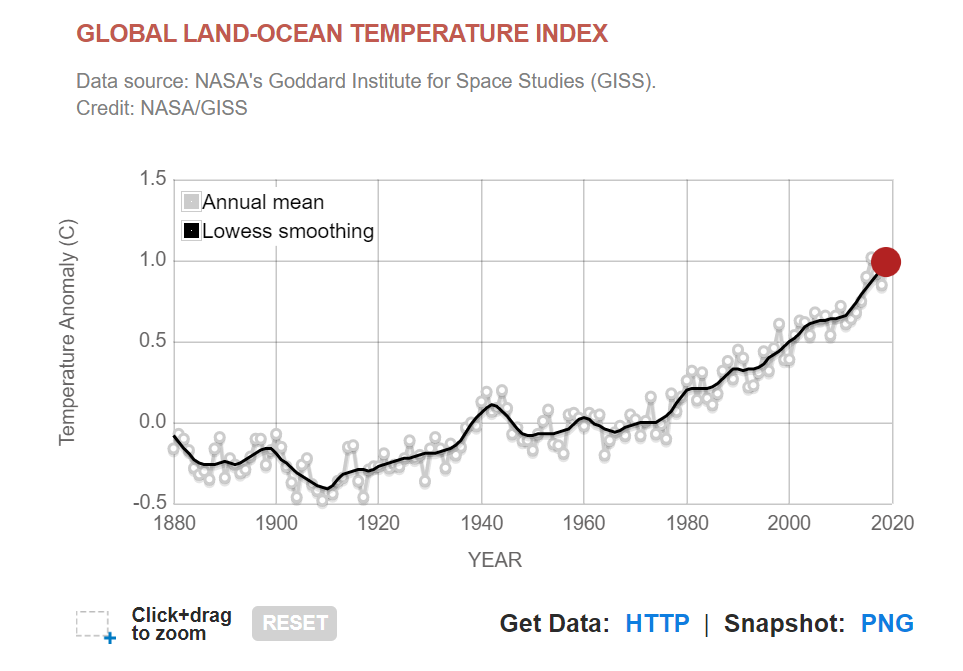 GLOBAL LAND-OCEAN TEMPERATURE INDEX
Data source: NASA's Goddard Institute for Space Studies (GISS).
Credit: NASA/GISS
1.5
Annual mean
Lowess smoothing
1.0
0.5
0.0
-0.5
Temperature Anomaly (C)
1880 1900 1920 1940 1960 1980 2000 2020
YEAR
Click+drag
to zoom
RESET
Get Data: HTTP | Snapshot: PNG